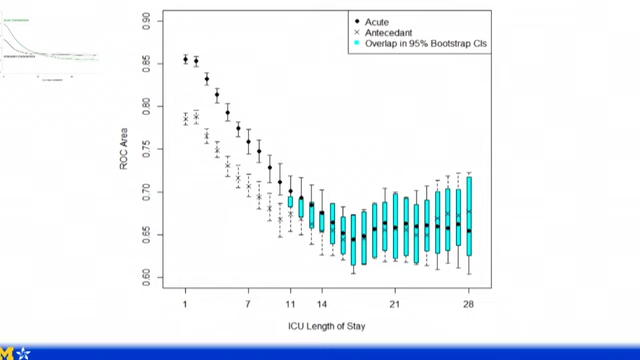 Acute
Antecedant
Overlap in 95% Bootstrap CIs
ROC Area
0.90
0.85
0.80
0.75
0.70
0.65
0.60
1
7
11
14
21
28
ICU Length of Stay
M